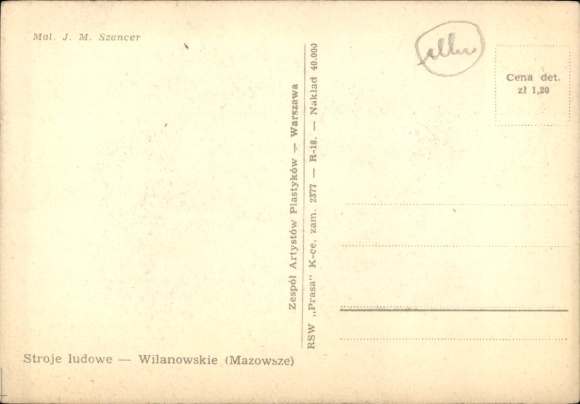 Mal. J. M. Szancer
Cena det.
zł 1,20
Zespół Artystów Plastyków — Warszawa
RSW „Prasa" K-ce. zam. 2377 — R-18. — Nakład 40.000
Stroje ludowe — Wilanowskie (Mazowsze)